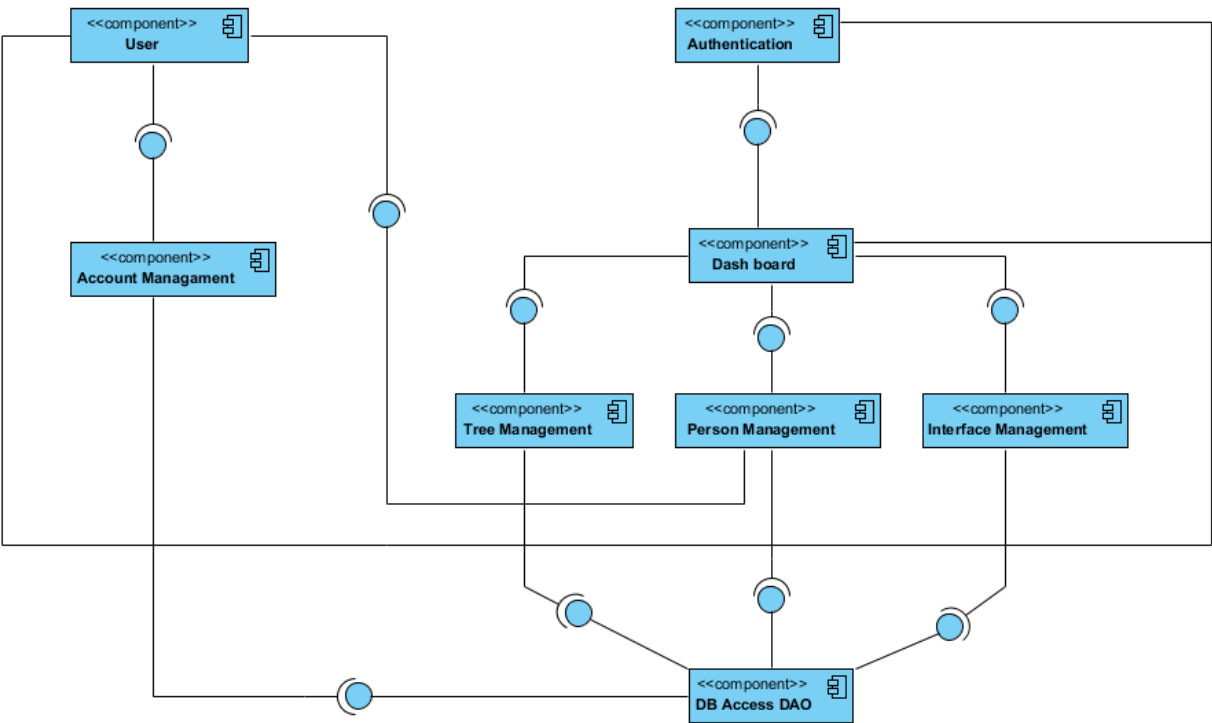 <<component>>
User
<<component>>
Authentication
<<component>>
Account Managament
<<component>>
Dash board
<<component>>
Tree Management
<<component>>
Person Management
<<component>>
Interface Management
<<component>>
DB Access DAO